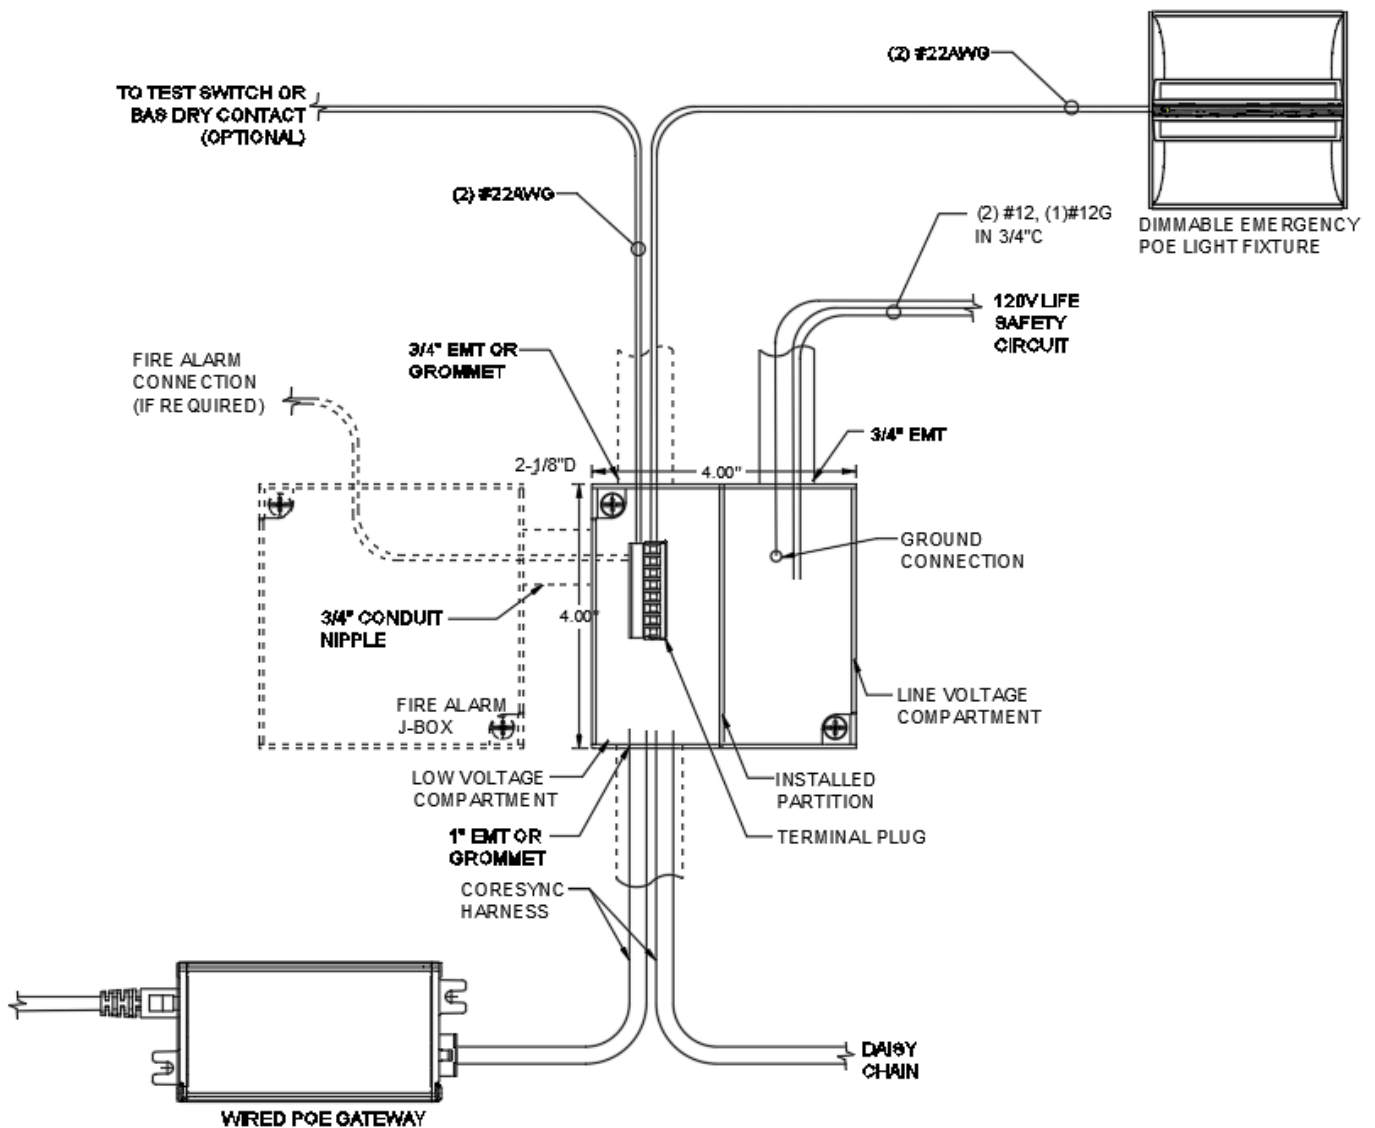 (2) #22AWG
TO TEST SWITCH OR
BAS DRY CONTACT
(OPTIONAL)
(2) #22AWG
(2) #12, (1)#12G
IN 3/4"C
DIMMABLE EMERGENCY
POE LIGHT FIXTURE
120V LIFE
SAFETY
CIRCUIT
3/4" EMT OR
GROMMET
FIRE ALARM
CONNECTION
(IF REQUIRED)
3/4" EMT
2-1/8"D
4.00"
GROUND
CONNECTION
4.00"
3/4" CONDUIT
NIPPLE
FIRE ALARM
J-BOX
LINE VOLTAGE
COMPARTMENT
LOW VOLTAGE
COMPARTMENT
INSTALLED
PARTITION
1" EMT OR
GROMMET
TERMINAL PLUG
CORESYNC
HARNESS
DAISY
CHAIN
WIRED POE GATEWAY